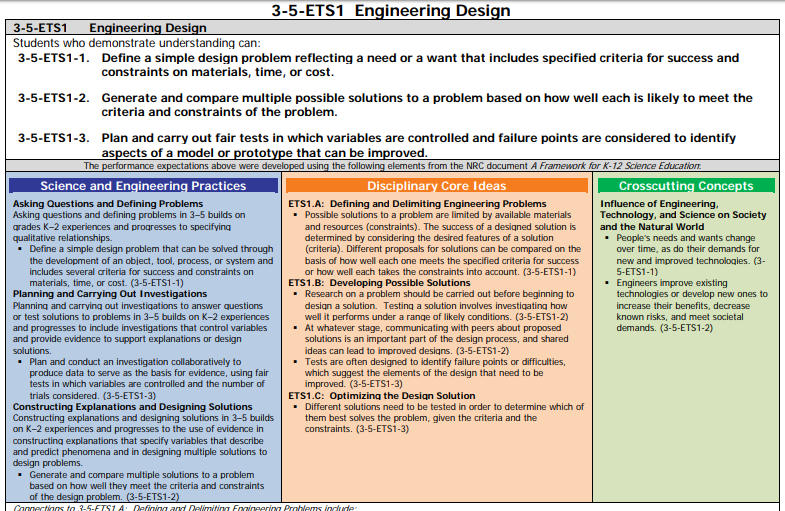 3-5-ETS1 Engineering Design
3-5-ETS1 Engineering Design
Students who demonstrate understanding can:
3-5-ETS1-1. Define a simple design problem reflecting a need or a want that includes specified criteria for success and
constraints on materials, time, or cost.
3-5-ETS1-2. Generate and compare multiple possible solutions to a problem based on how well each is likely to meet the
criteria and constraints of the problem.
3-5-ETS1-3. Plan and carry out fair tests in which variables are controlled and failure points are considered to identify
aspects of a model or prototype that can be improved.
The performance expectations above were developed using the following elements from the NRC document A Framework for K-12 Science Education:
Science and Engineering Practices
Asking Questions and Defining Problems
Asking questions and defining problems in 3–5 builds on
grades K–2 experiences and progresses to specifying
qualitative relationships.
▪ Define a simple design problem that can be solved through
the development of an object, tool, process, or system and
includes several criteria for success and constraints on
materials, time, or cost. (3-5-ETS1-1)
Planning and Carrying Out Investigations
Planning and carrying out investigations to answer questions
or test solutions to problems in 3–5 builds on K–2 experiences
and progresses to include investigations that control variables
and provide evidence to support explanations or design
solutions.
▪ Plan and conduct an investigation collaboratively to
produce data to serve as the basis for evidence, using fair
tests in which variables are controlled and the number of
trials considered. (3-5-ETS1-3)
Constructing Explanations and Designing Solutions
Constructing explanations and designing solutions in 3–5 builds
on K–2 experiences and progresses to the use of evidence in
constructing explanations that specify variables that describe
and predict phenomena and in designing multiple solutions to
design problems.
▪ Generate and compare multiple solutions to a problem
based on how well they meet the criteria and constraints
of the design problem. (3-5-ETS1-2)
Disciplinary Core Ideas
ETS1.A: Defining and Delimiting Engineering Problems
▪ Possible solutions to a problem are limited by available materials
and resources (constraints). The success of a designed solution is
determined by considering the desired features of a solution
(criteria). Different proposals for solutions can be compared on the
basis of how well each one meets the specified criteria for success
or how well each takes the constraints into account. (3-5-ETS1-1)
ETS1.B: Developing Possible Solutions
▪ Research on a problem should be carried out before beginning to
design a solution. Testing a solution involves investigating how
well it performs under a range of likely conditions. (3-5-ETS1-2)
▪ At whatever stage, communicating with peers about proposed
solutions is an important part of the design process, and shared
ideas can lead to improved designs. (3-5-ETS1-2)
▪ Tests are often designed to identify failure points or difficulties,
which suggest the elements of the design that need to be
improved. (3-5-ETS1-3)
ETS1.C: Optimizing the Design Solution
▪ Different solutions need to be tested in order to determine which of
them best solves the problem, given the criteria and the
constraints. (3-5-ETS1-3)
Crosscutting Concepts
Influence of Engineering,
Technology, and Science on Society
and the Natural World
▪ People's needs and wants change
over time, as do their demands for
new and improved technologies. (3-
5-ETS1-1)
▪ Engineers improve existing
technologies or develop new ones to
increase their benefits, decrease
known risks, and meet societal
demands. (3-5-ETS1-2)
Connections to 3-5-ETS1.A: Defining and Delimiting Engineering Problems include: